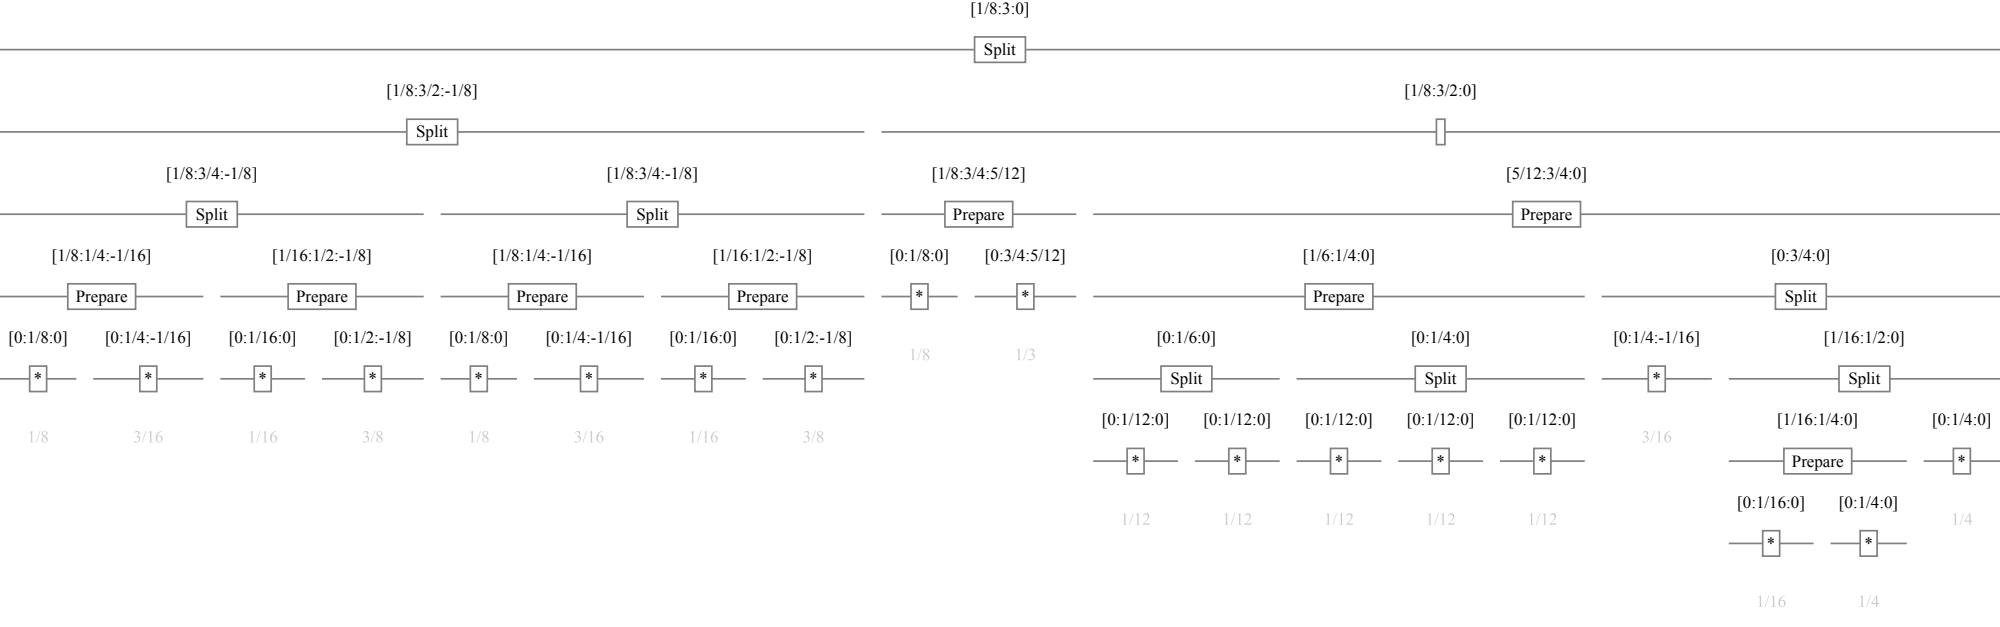 [1/8:3:0]
Split
[1/8:3/2:-1/8] [1/8:3/2:0]
Split
[1/8:3/4:-1/8] [1/8:3/4:-1/8] [1/8:3/4:5/12] [5/12:3/4:0]
Split Split Prepare Prepare
[1/8:1/4:-1/16] [1/16:1/2:-1/8] [1/8:1/4:-1/16] [1/16:1/2:-1/8] [0:1/8:0] [0:3/4:5/12] [1/6:1/4:0] [0:3/4:0]
Prepare Prepare Prepare Prepare * * Prepare Split
[0:1/8:0] [0:1/4:-1/16] [0:1/16:0] [0:1/2:-1/8] [0:1/8:0] [0:1/4:-1/16] [0:1/16:0] [0:1/2:-1/8] [0:1/6:0] [0:1/4:0] [0:1/4:-1/16] [1/16:1/2:0]
1/8 1/3
* * * * * * * * Split Split * Split
[0:1/12:0] [0:1/12:0] [0:1/12:0] [0:1/12:0] [0:1/12:0] [1/16:1/4:0] [0:1/4:0]
1/8 3/16 1/16 3/8 1/8 3/16 1/16 3/8 3/16
* * * * * Prepare *
[0:1/16:0] [0:1/4:0]
1/12 1/12 1/12 1/12 1/12 1/4
* *
1/16 1/4